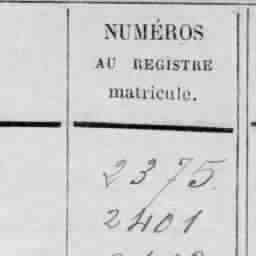 NUMÉROS
AU REGISTRE
matricule.
2375.
2401